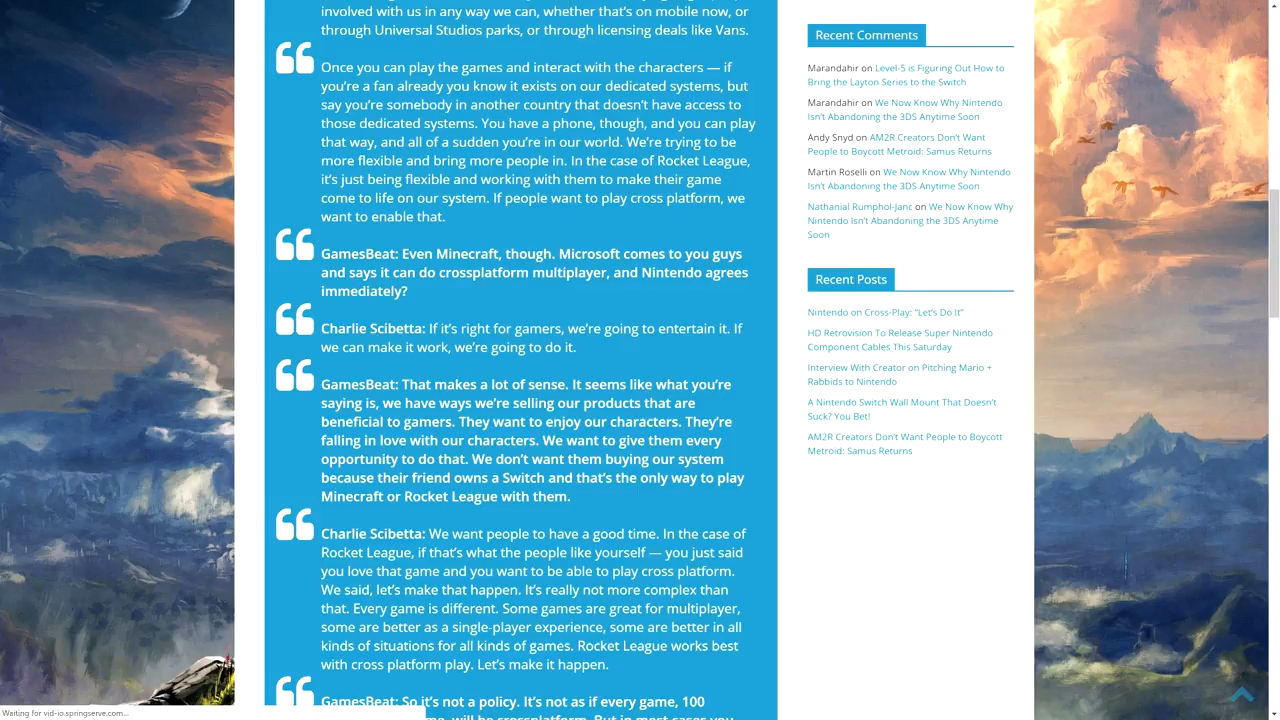 involved with us in any way we can, whether that's on mobile now, or
through Universal Studios parks, or through licensing deals like Vans.
Once you can play the games and interact with the characters — if
you're a fan already you know it exists on our dedicated systems, but
say you're somebody in another country that doesn't have access to
those dedicated systems. You have a phone, though, and you can play
that way, and all of a sudden you're in our world. We're trying to be
more flexible and bring more people in. In the case of Rocket League,
it's just being flexible and working with them to make their game
come to life on our system. If people want to play cross platform, we
want to enable that.
GamesBeat: Even Minecraft, though. Microsoft comes to you guys
and says it can do crossplatform multiplayer, and Nintendo agrees
immediately?
Charlie Scibetta: If it's right for gamers, we're going to entertain it. If
we can make it work, we're going to do it.
GamesBeat: That makes a lot of sense. It seems like what you're
saying is, we have ways we're selling our products that are
beneficial to gamers. They want to enjoy our characters. They're
falling in love with our characters. We want to give them every
opportunity to do that. We don't want them buying our system
because their friend owns a Switch and that's the only way to play
Minecraft or Rocket League with them.
Charlie Scibetta: We want people to have a good time. In the case of
Rocket League, if that's what the people like yourself — you just said
you love that game and you want to be able to play cross platform.
We said, let's make that happen. It's really not more complex than
that. Every game is different. Some games are great for multiplayer,
some are better as a single-player experience, some are better in all
kinds of situations for all kinds of games. Rocket League works best
with cross platform play. Let's make it happen.
GamesBeat: So it's not a policy. It's not as if every game, 100
will be crossplatform. But in most cases you
Recent Comments
Marandahir on Level-5 is Figuring Out How to
Bring the Layton Series to the Switch
Marandahir on We Now Know Why Nintendo
Isn't Abandoning the 3DS Anytime Soon
Andy Snyd on AM2R Creators Don't Want
People to Boycott Metroid: Samus Returns
Martin Roselli on We Now Know Why Nintendo
Isn't Abandoning the 3DS Anytime Soon
Nathanial Rumphol-Janc on We Now Know Why
Nintendo Isn't Abandoning the 3DS Anytime
Soon
Recent Posts
Nintendo on Cross-Play: "Let's Do It"
HD Retrovision To Release Super Nintendo
Component Cables This Saturday
Interview With Creator on Pitching Mario +
Rabbids to Nintendo
A Nintendo Switch Wall Mount That Doesn't
Suck? You Bet!
AM2R Creators Don't Want People to Boycott
Metroid: Samus Returns
Waiting for vid-io.springserve.com...